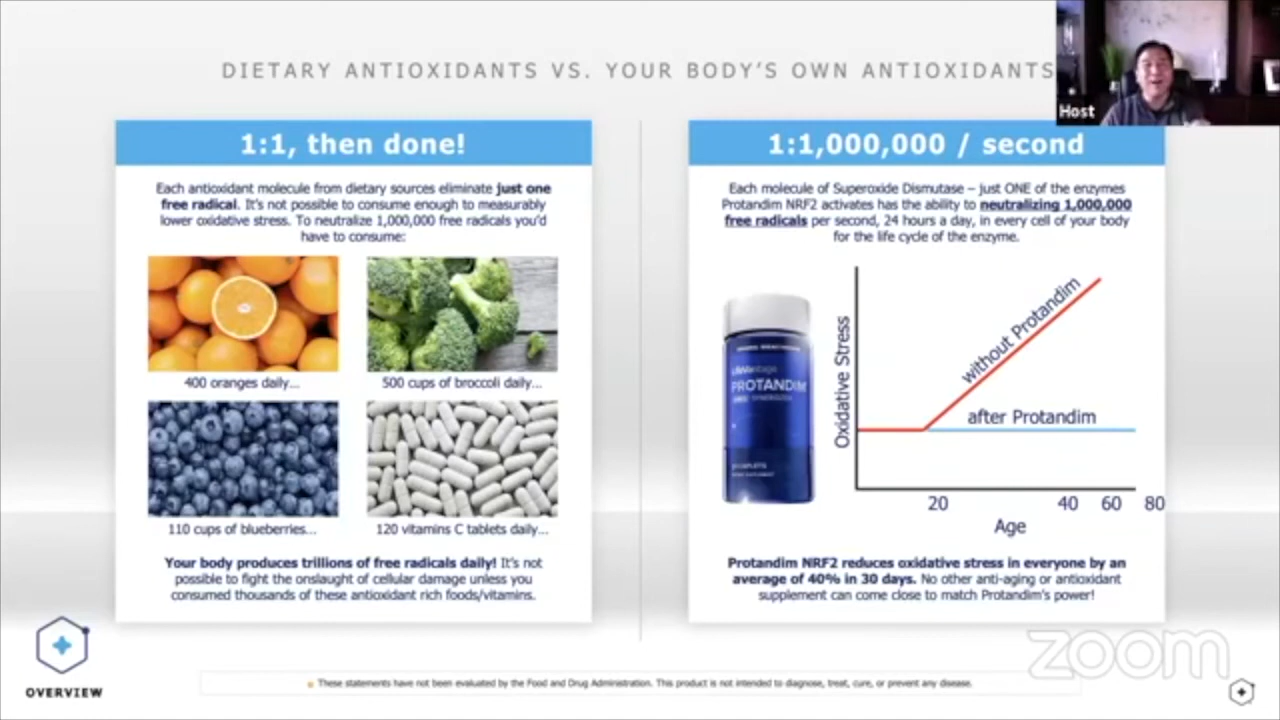 DIETARY ANTIOXIDANTS VS. YOUR BODY'S OWN ANTIOXIDANTS
Host
1:1, then done!
Each antioxidant molecule from dietary sources eliminate just one
free radical. It's not possible to consume enough to measurably
lower oxidative stress. To neutralize 1,000,000 free radicals you'd
have to consume:
400 oranges daily...
500 cups of broccoli daily...
110 cups of blueberries...
120 vitamins C tablets daily...
Your body produces trillions of free radicals daily! It's not
possible to fight the onslaught of cellular damage unless you
consumed thousands of these antioxidant rich foods/vitamins.
1:1,000,000 / second
Each molecule of Superoxide Dismutase – just ONE of the enzymes
Protandim NRF2 activates has the ability to neutralizing 1,000,000
free radicals per second, 24 hours a day, in every cell of your body
for the life cycle of the enzyme.
LifeVantage
PROTANDIM
Oxidative Stress
without Protandim
after Protandim
20 40 60 80
Age
Protandim NRF2 reduces oxidative stress in everyone by an
average of 40% in 30 days. No other anti-aging or antioxidant
supplement can come close to match Protandim's power!
zoom
OVERVIEW
These statements have not been evaluated by the Food and Drug Administration. This product is not intended to diagnose, treat, cure, or prevent any disease.